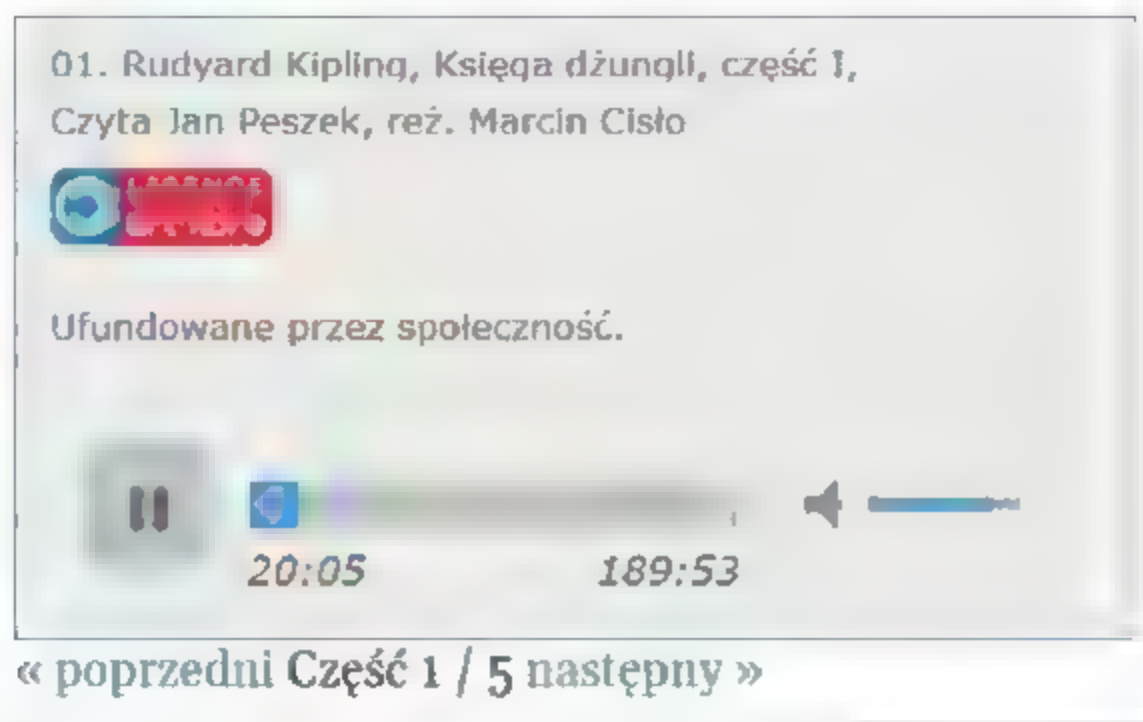 01. Rudyard Kipling, Księga dżungli, część I,
Czyta Jan Peszek, reż. Marcin Cisło
Ufundowane przez społeczność.
20:05 189:53
« poprzedni Część 1 / 5 następny »